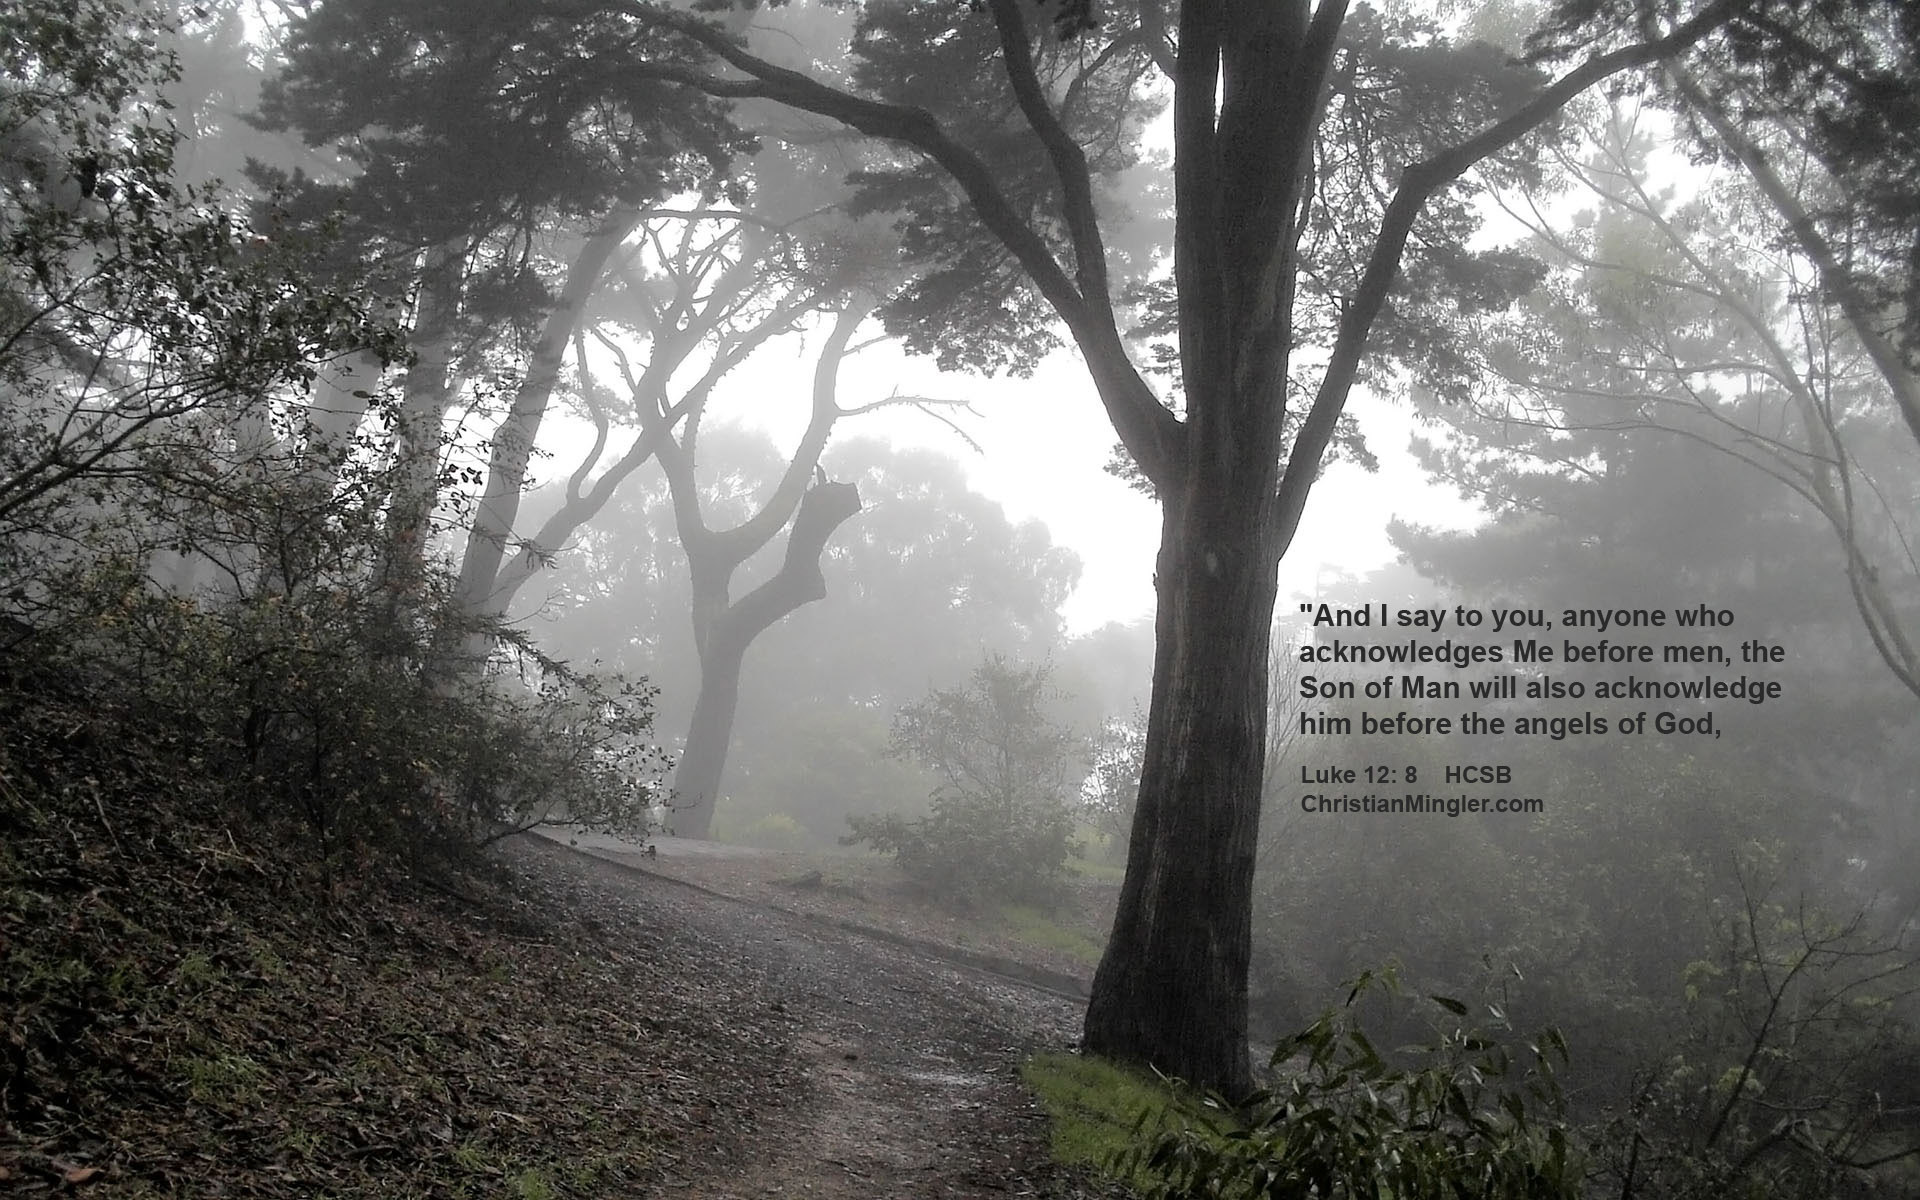 "And I say to you, anyone who
acknowledges Me before men, the
Son of Man will also acknowledge
him before the angels of God,
Luke 12: 8    HCSB
ChristianMingler.com